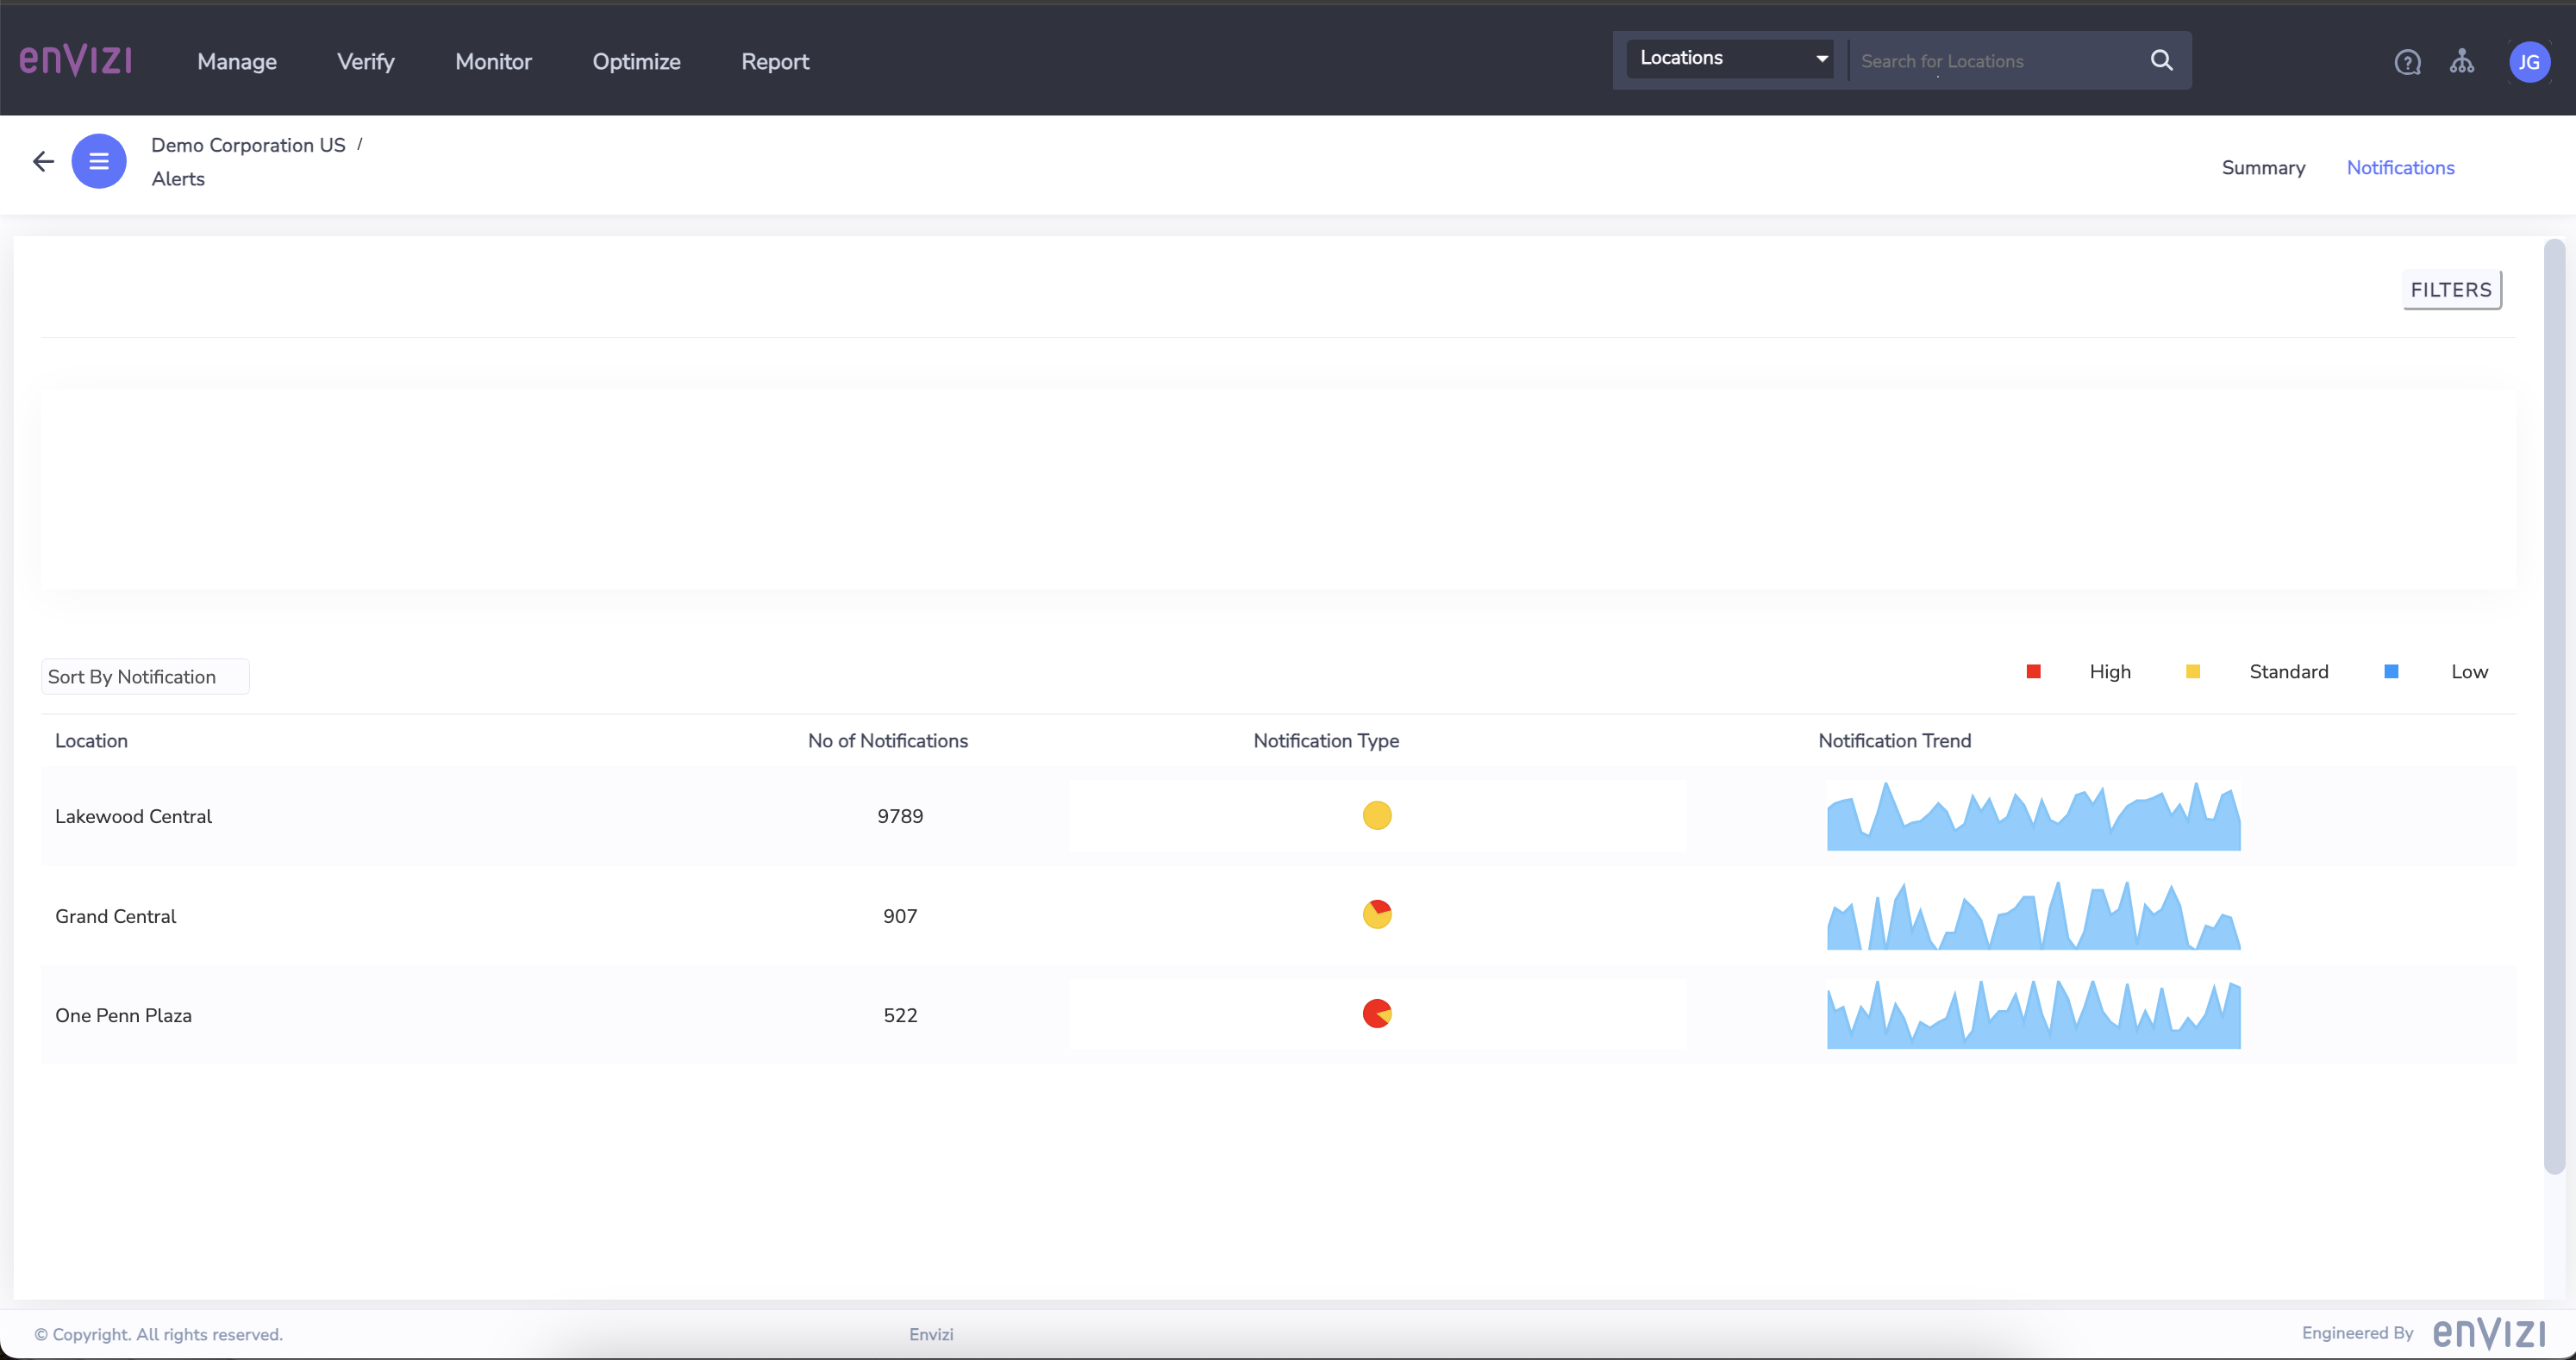 enVIZI Manage Verify Monitor Optimize Report Locations Search for Locations ? JG
Demo Corporation US /
Alerts
Summary Notifications
FILTERS
Sort By Notification
High Standard Low
Location No of Notifications Notification Type Notification Trend
Lakewood Central 9789
Grand Central 907
One Penn Plaza 522
© Copyright. All rights reserved. Envizi Engineered By enVIZI